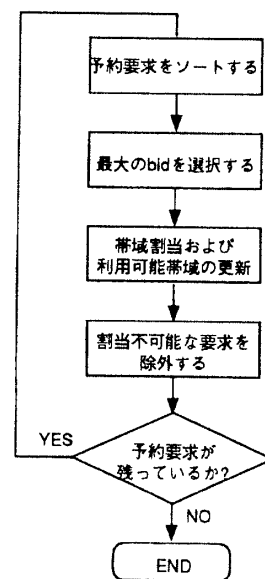 予約要求をソートする
最大のbidを選択する
帯域割当および
利用可能帯域の更新
割当不可能な要求を
除外する
YES
予約要求が
残っているか?
NO
END